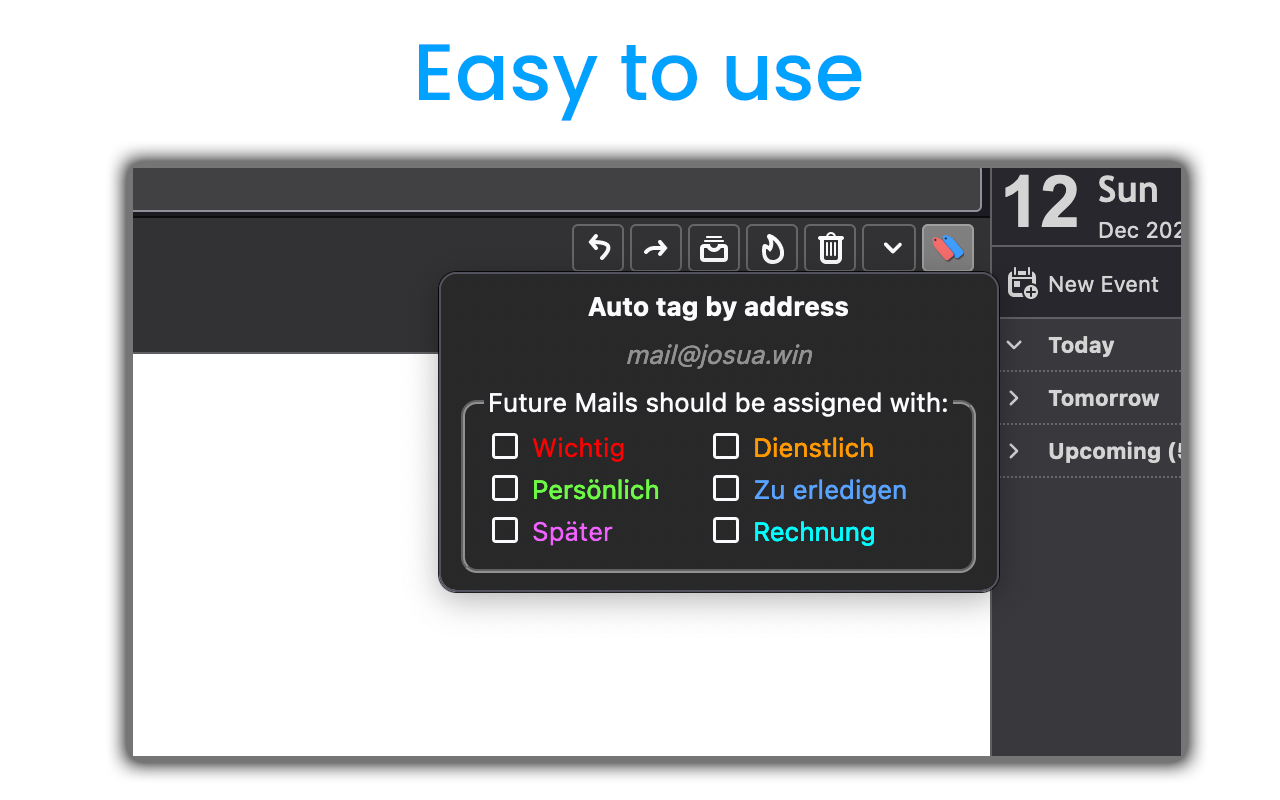 Easy to use
12 Sun
Dec 202
New Event
Auto tag by address
mail@josua.win
Future Mails should be assigned with:
Wichtig Dienstlich
Persönlich Zu erledigen
Später Rechnung
Today
Tomorrow
Upcoming (